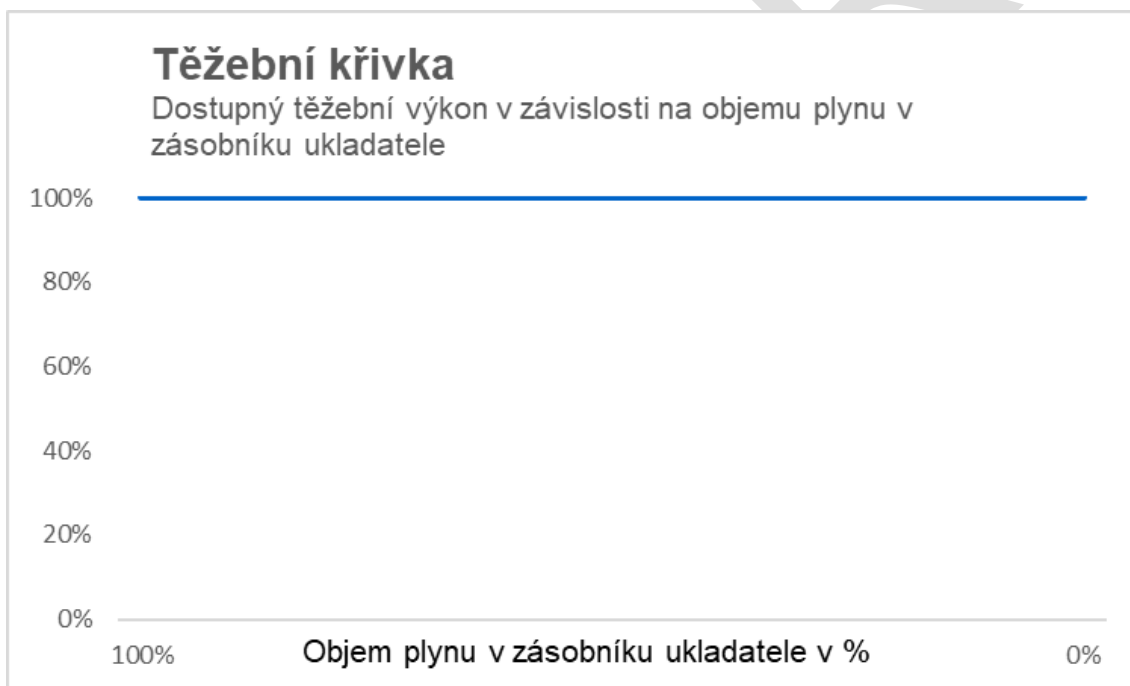 Těžební křivka
Dostupný těžební výkon v závislosti na objemu plynu v
zásobníku ukladatele
100%
80%
60%
40%
20%
0%
100%
Objem plynu v zásobníku ukladatele v %
0%